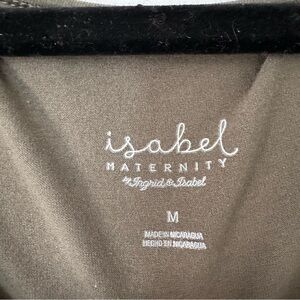 isabel
MATERNITY
by Ingrid & Isabel
M
MADE IN NICARAGUA
HECHO EN NICARAGUA